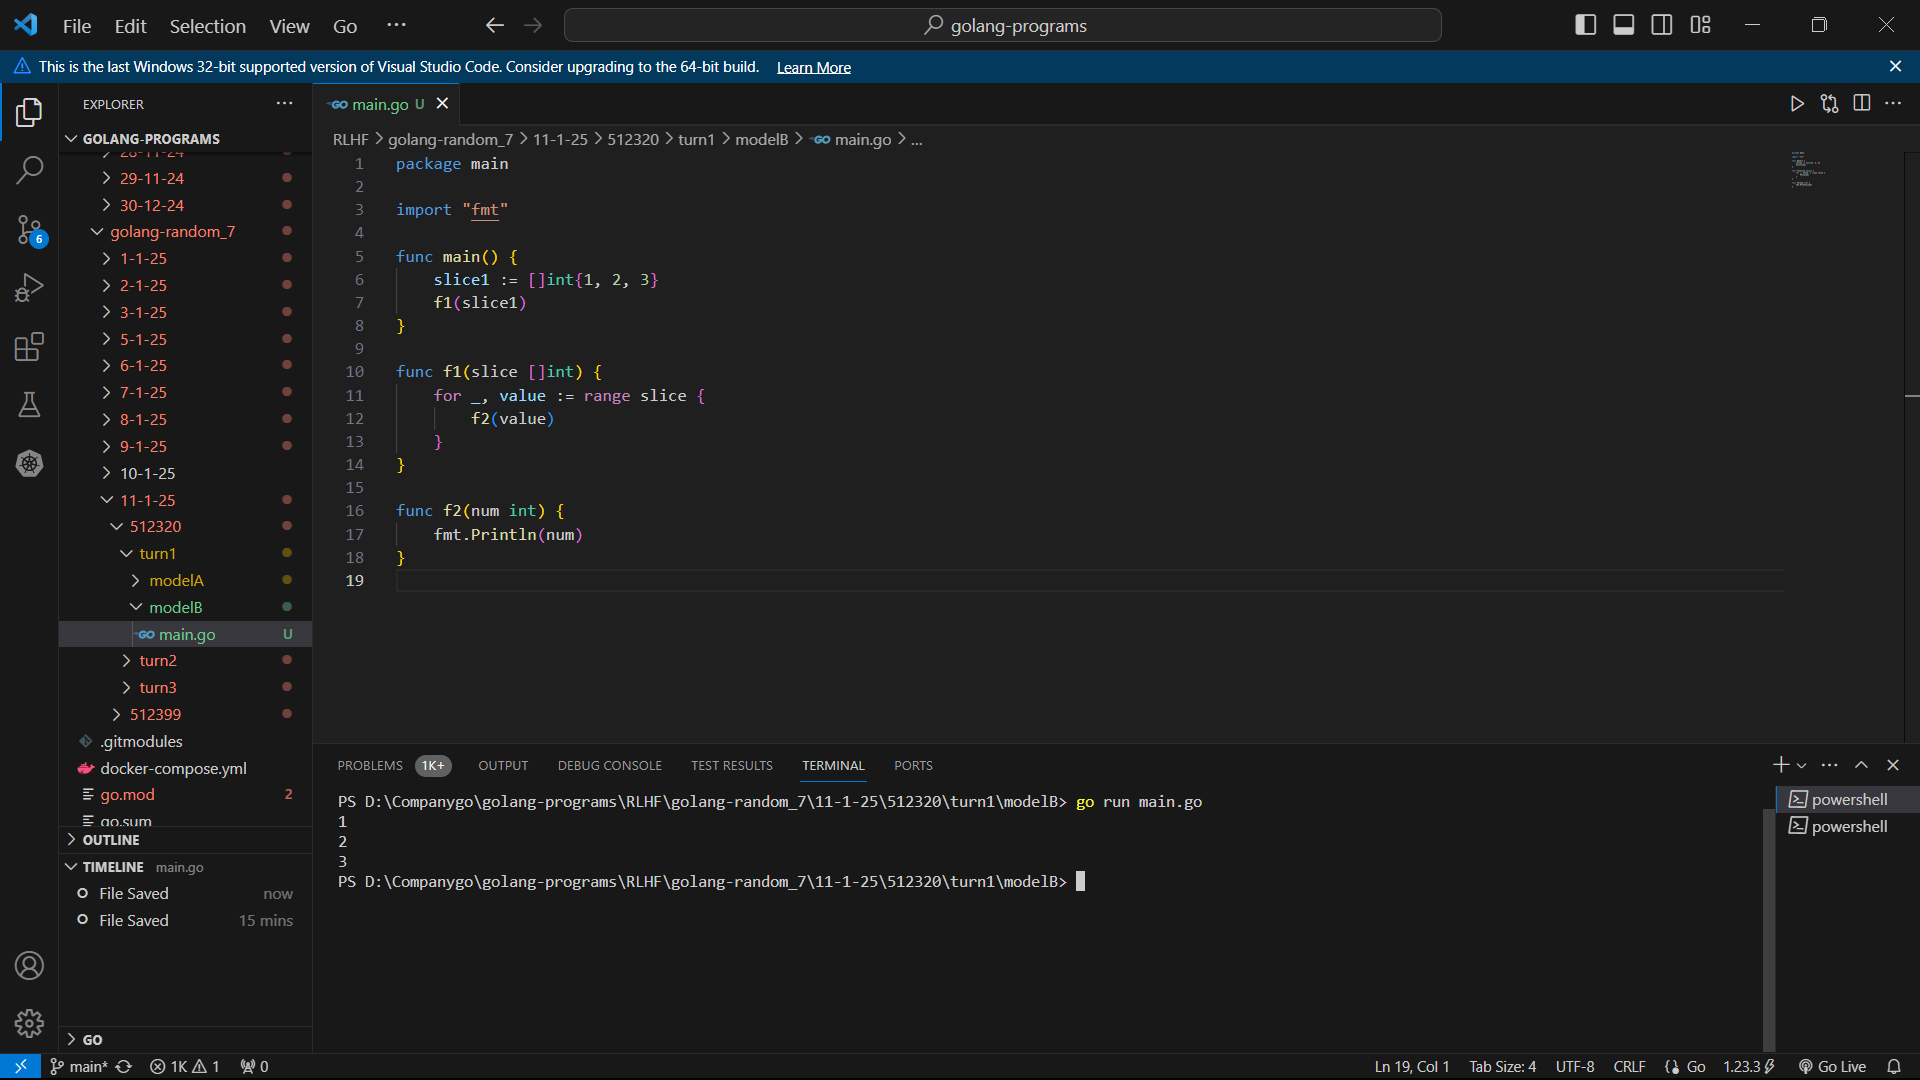 File Edit Selection View Go ··· golang-programs
This is the last Windows 32-bit supported version of Visual Studio Code. Consider upgrading to the 64-bit build. Learn More
EXPLORER
GOLANG-PROGRAMS
28-11-24
29-11-24
30-12-24
golang-random_7
1-1-25
2-1-25
3-1-25
5-1-25
6-1-25
7-1-25
8-1-25
9-1-25
10-1-25
11-1-25
512320
turn1
modelA
modelB
main.go U
turn2
turn3
512399
.gitmodules
docker-compose.yml
go.mod 2
go.sum
OUTLINE
TIMELINE main.go
File Saved now
File Saved 15 mins
GO
6
GO main.go U
RLHF > golang-random_7 > 11-1-25 > 512320 > turn1 > modelB > GO main.go > ...
1 package main
2
3 import "fmt"
4
5 func main() {
6 slice1 := []int{1, 2, 3}
7 f1(slice1)
8 }
9
10 func f1(slice []int) {
11 for _, value := range slice {
12 f2(value)
13 }
14 }
15
16 func f2(num int) {
17 fmt.Println(num)
18 }
19
PROBLEMS 1K+ OUTPUT DEBUG CONSOLE TEST RESULTS TERMINAL PORTS
PS D:\Companygo\golang-programs\RLHF\golang-random_7\11-1-25\512320\turn1\modelB> go run main.go
1
2
3
PS D:\Companygo\golang-programs\RLHF\golang-random_7\11-1-25\512320\turn1\modelB>
powershell
powershell
main* 1K 1 0 Ln 19, Col 1 Tab Size: 4 UTF-8 CRLF Go 1.23.3 Go Live